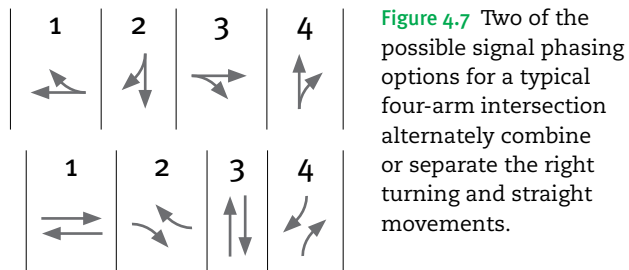 1 2 3 4
1 2 3 4
Figure 4.7 Two of the
possible signal phasing
options for a typical
four-arm intersection
alternately combine
or separate the right
turning and straight
movements.